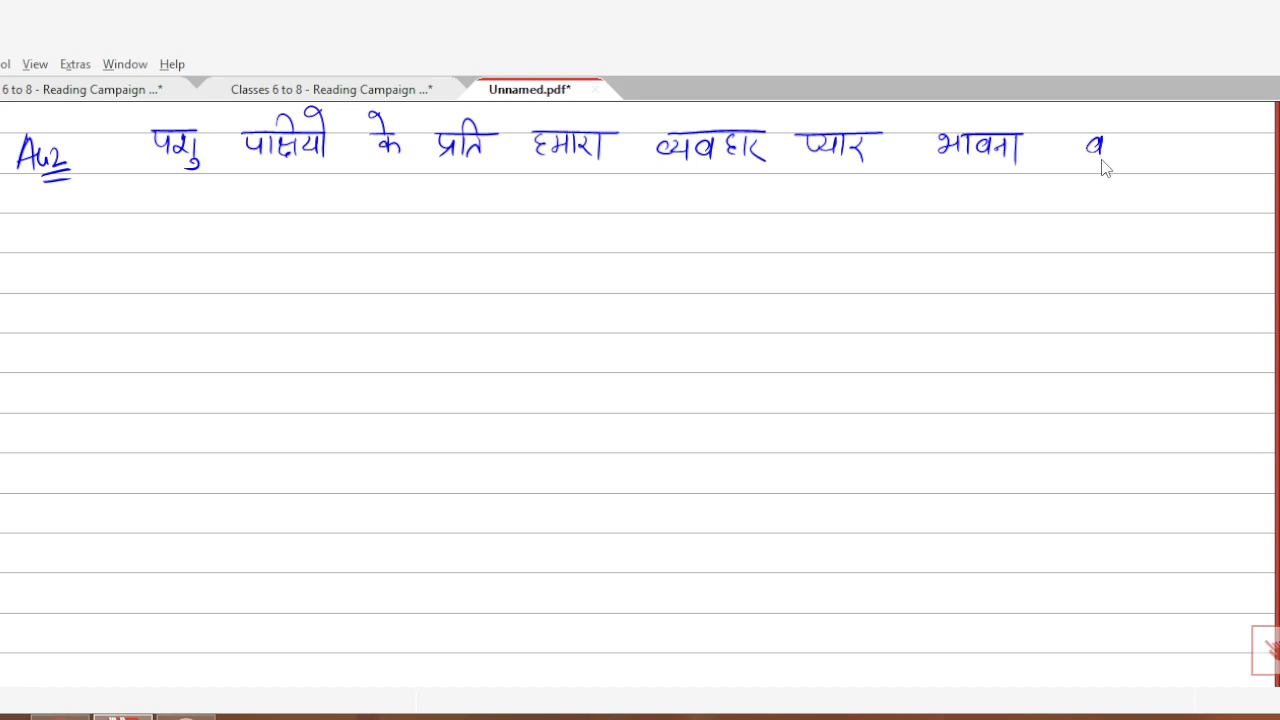 ol View Extras Window Help
6 to 8 - Reading Campaign ...* Classes 6 to 8 - Reading Campaign ...* Unnamed.pdf*
पशु पक्षियो के प्रति हमारा व्यवहार प्यार भावना व